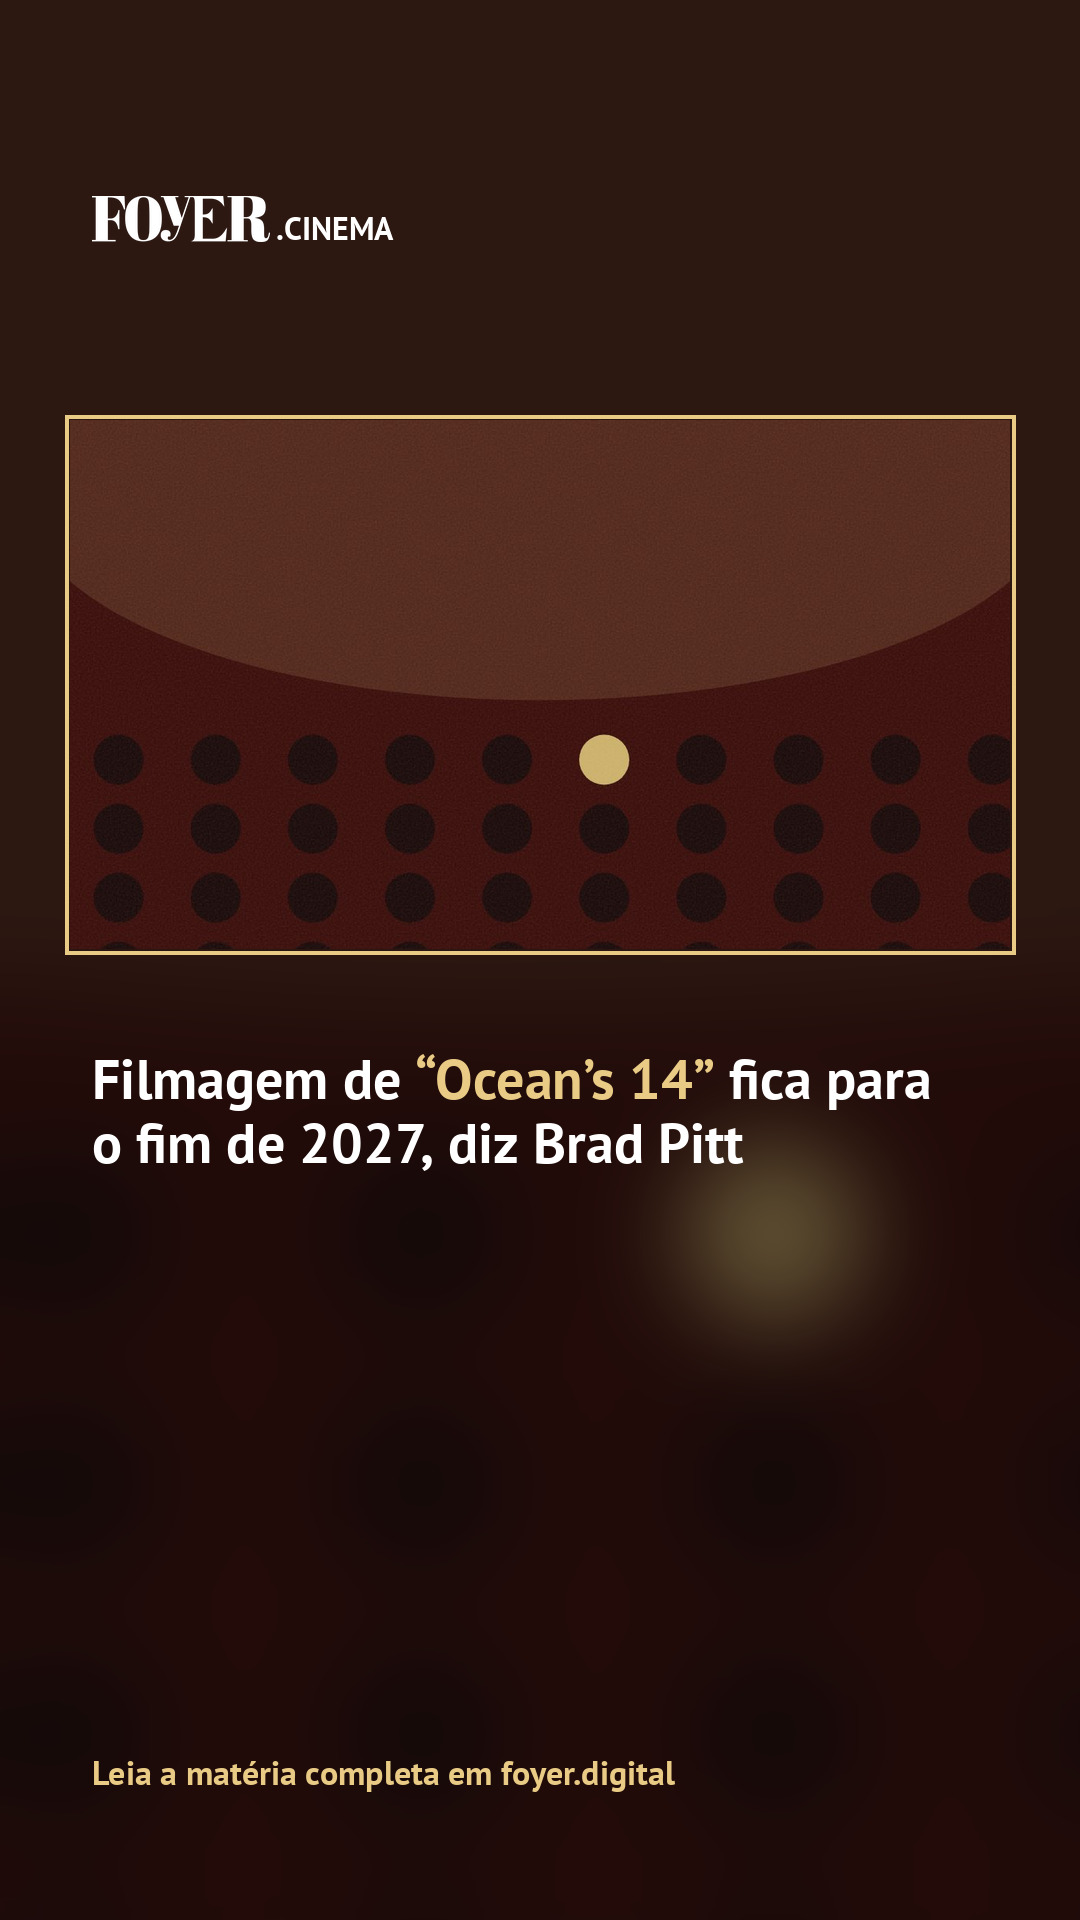 FOYER .CINEMA
Filmagem de “Ocean’s 14” fica para
o fim de 2027, diz Brad Pitt
Leia a matéria completa em foyer.digital